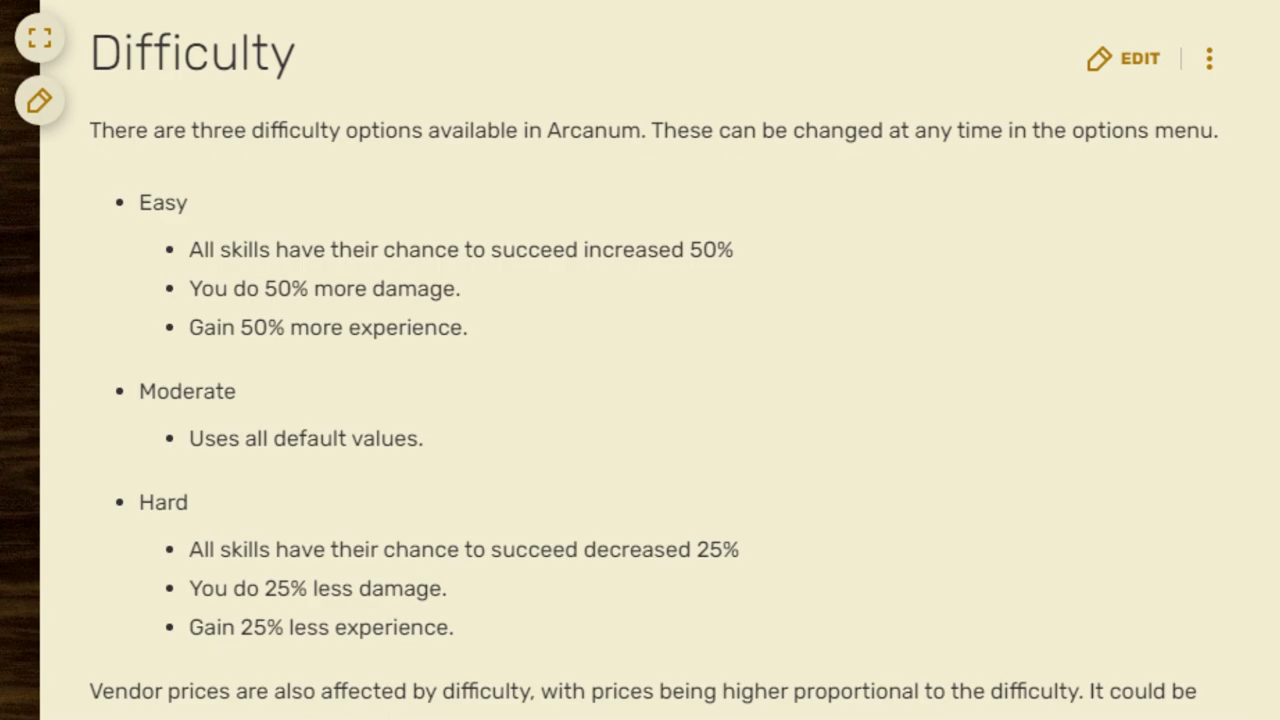 Difficulty
EDIT
There are three difficulty options available in Arcanum. These can be changed at any time in the options menu.
Easy
All skills have their chance to succeed increased 50%
You do 50% more damage.
Gain 50% more experience.
Moderate
Uses all default values.
Hard
All skills have their chance to succeed decreased 25%
You do 25% less damage.
Gain 25% less experience.
Vendor prices are also affected by difficulty, with prices being higher proportional to the difficulty. It could be